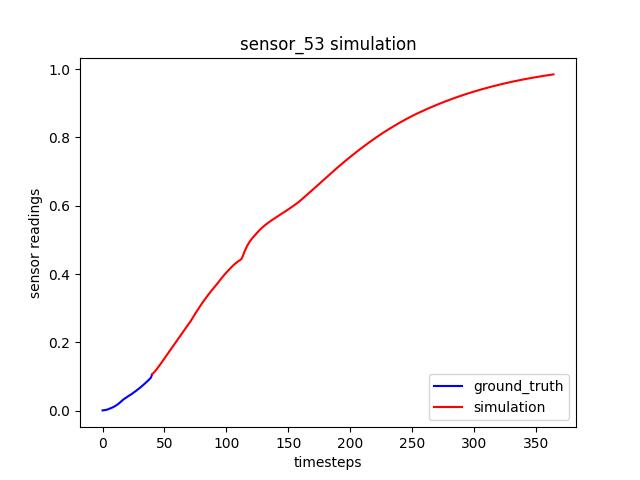 sensor_53 simulation
sensor readings
1.0
0.8
0.6
0.4
0.2
0.0
0 50 100 150 200 250 300 350
timesteps
ground_truth
simulation